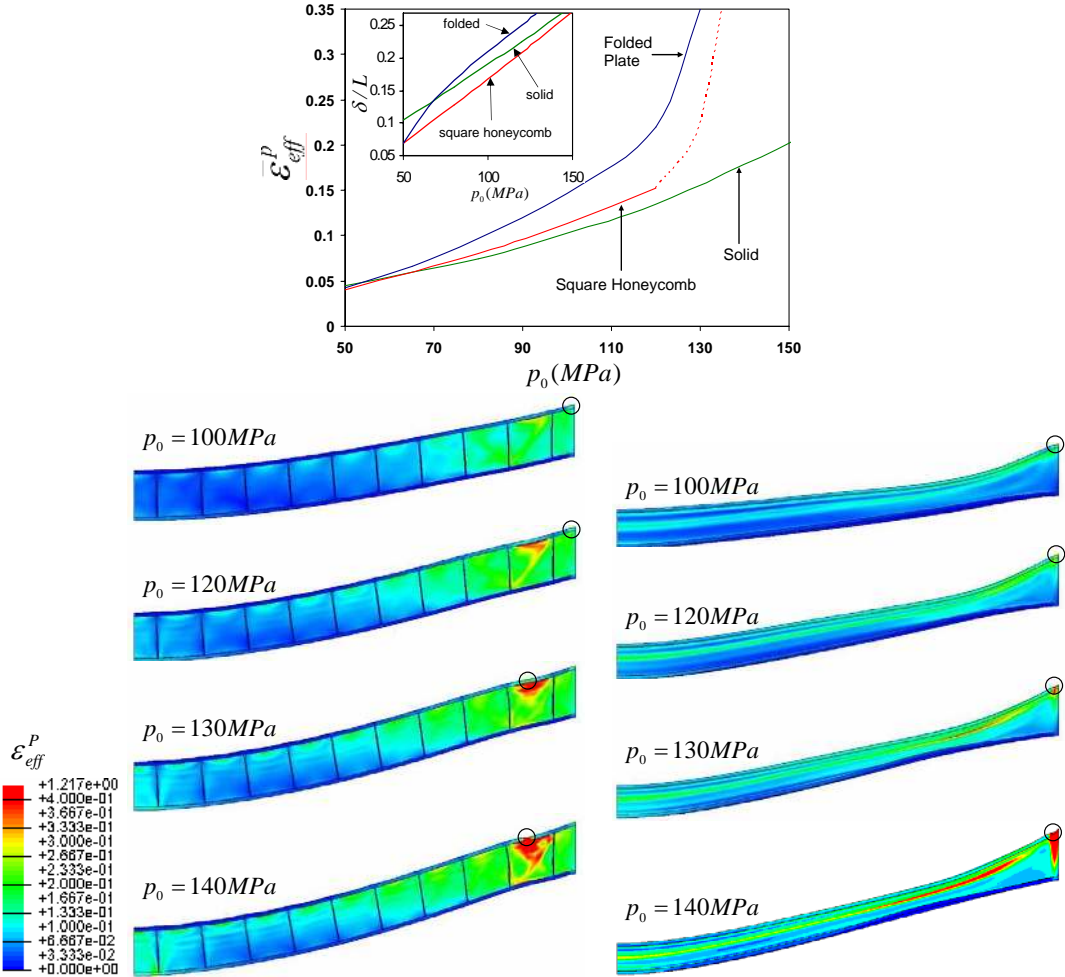 0.35
0.3
0.25
0.2
0.15
0.1
0.05
0
50
70
90
110
130
150
p₀(MPa)
ε̄ᵖeff
Folded
Plate
Solid
Square Honeycomb
0.25
0.2
0.15
0.1
0.05
δ/L
50
100
150
p₀(MPa)
folded
solid
square honeycomb
p₀ = 100MPa
p₀ = 120MPa
p₀ = 130MPa
p₀ = 140MPa
p₀ = 100MPa
p₀ = 120MPa
p₀ = 130MPa
p₀ = 140MPa
εᴾeff
+1.217e+00
+4.000e-01
+3.667e-01
+3.333e-01
+3.000e-01
+2.667e-01
+2.333e-01
+2.000e-01
+1.667e-01
+1.333e-01
+1.000e-01
+6.667e-02
+3.333e-02
+0.000e+00